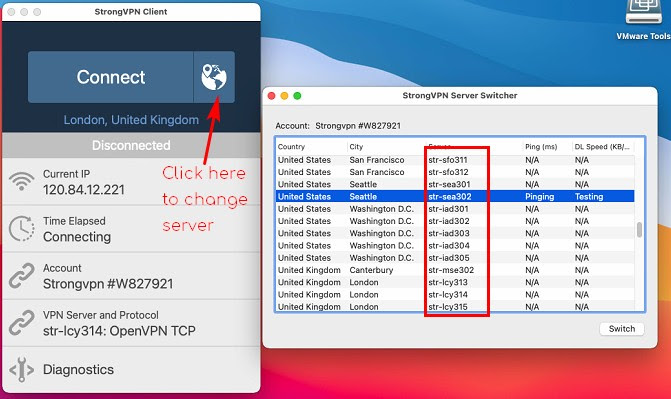 StrongVPN Client
Connect
London, United Kingdom
Disconnected
Current IP
120.84.12.221
Time Elapsed
Connecting
Account
Strongvpn #W827921
VPN Server and Protocol
str-lcy314: OpenVPN TCP
Diagnostics
Click here
to change
server
VMware Tools
StrongVPN Server Switcher
Account: Strongvpn #W827921
Country City Server Ping (ms) DL Speed (KB/...
United States San Francisco str-sfo311 N/A N/A
United States San Francisco str-sfo312 N/A N/A
United States Seattle str-sea301 N/A N/A
United States Seattle str-sea302 Pinging Testing
United States Washington D.C. str-iad301 N/A N/A
United States Washington D.C. str-iad302 N/A N/A
United States Washington D.C. str-iad303 N/A N/A
United States Washington D.C. str-iad304 N/A N/A
United States Washington D.C. str-iad305 N/A N/A
United Kingdom Canterbury str-mse302 N/A N/A
United Kingdom London str-lcy313 N/A N/A
United Kingdom London str-lcy314 N/A N/A
United Kingdom London str-lcy315 N/A N/A
Switch